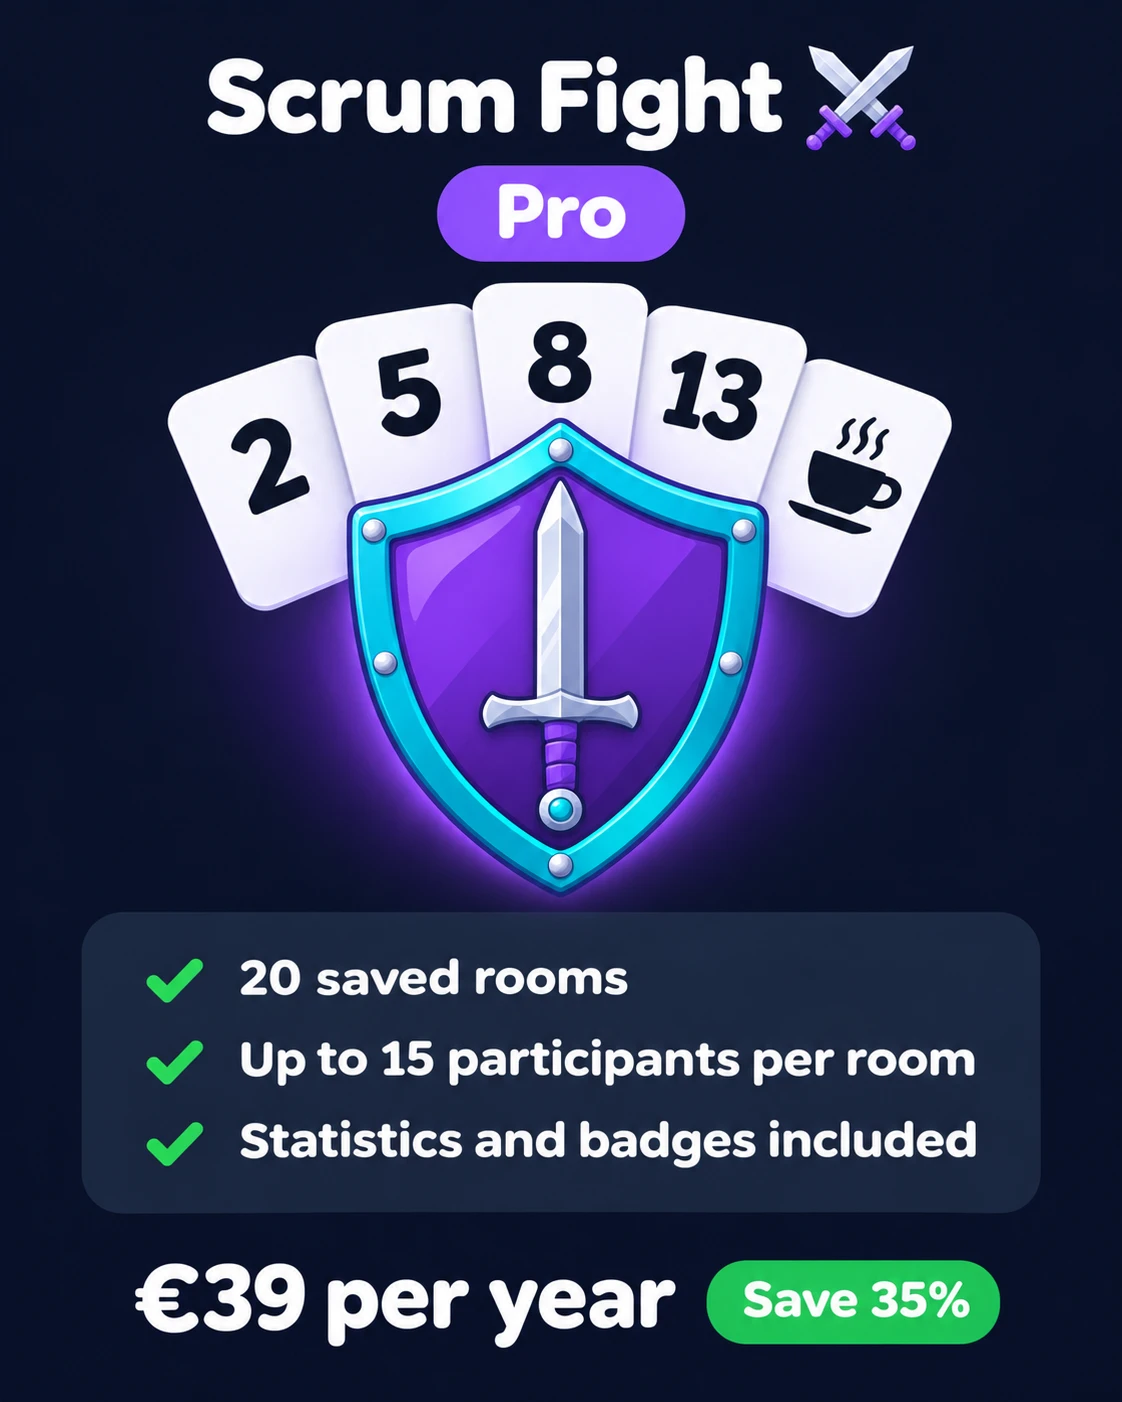 Scrum Fight
Pro
2
5
8
13
20 saved rooms
Up to 15 participants per room
Statistics and badges included
€39 per year
Save 35%